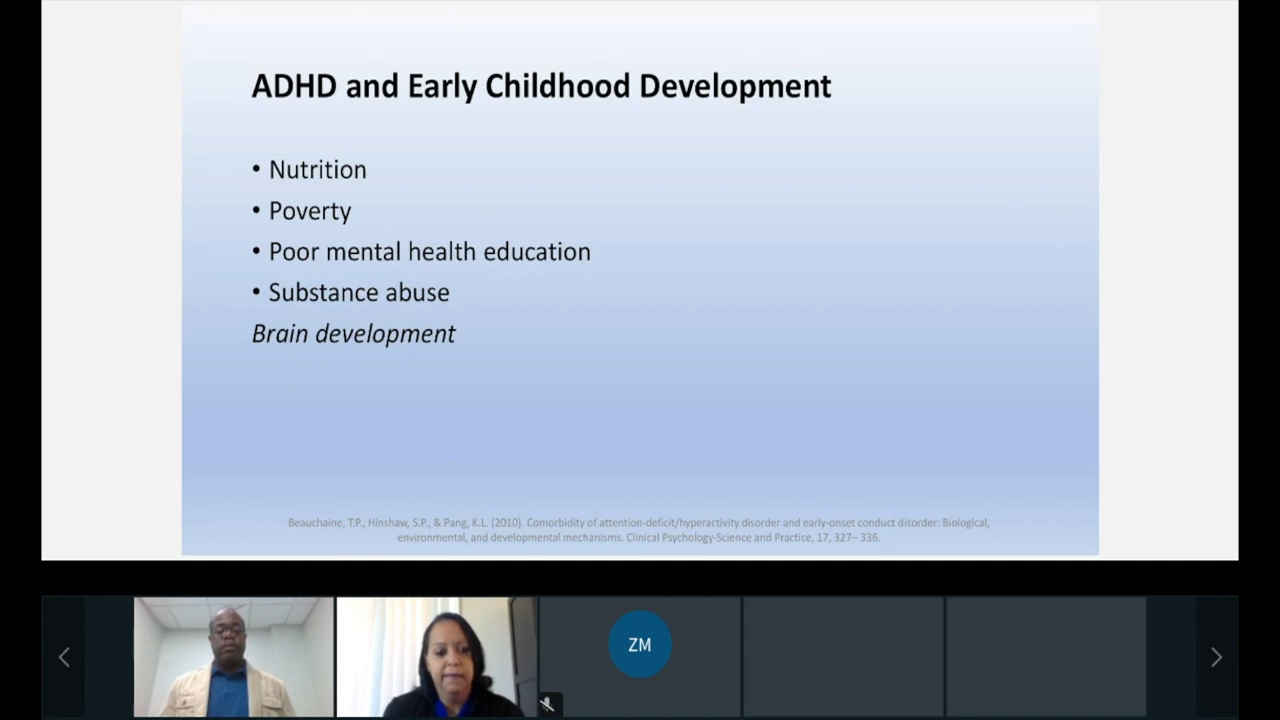 ADHD and Early Childhood Development
• Nutrition
• Poverty
• Poor mental health education
• Substance abuse
Brain development
Beauchaine, T.P., Hinshaw, S.P., & Pang, K.L. (2010). Comorbidity of attention-deficit/hyperactivity disorder and early-onset conduct disorder: Biological,
environmental, and developmental mechanisms. Clinical Psychology-Science and Practice, 17, 327– 336.
ZM